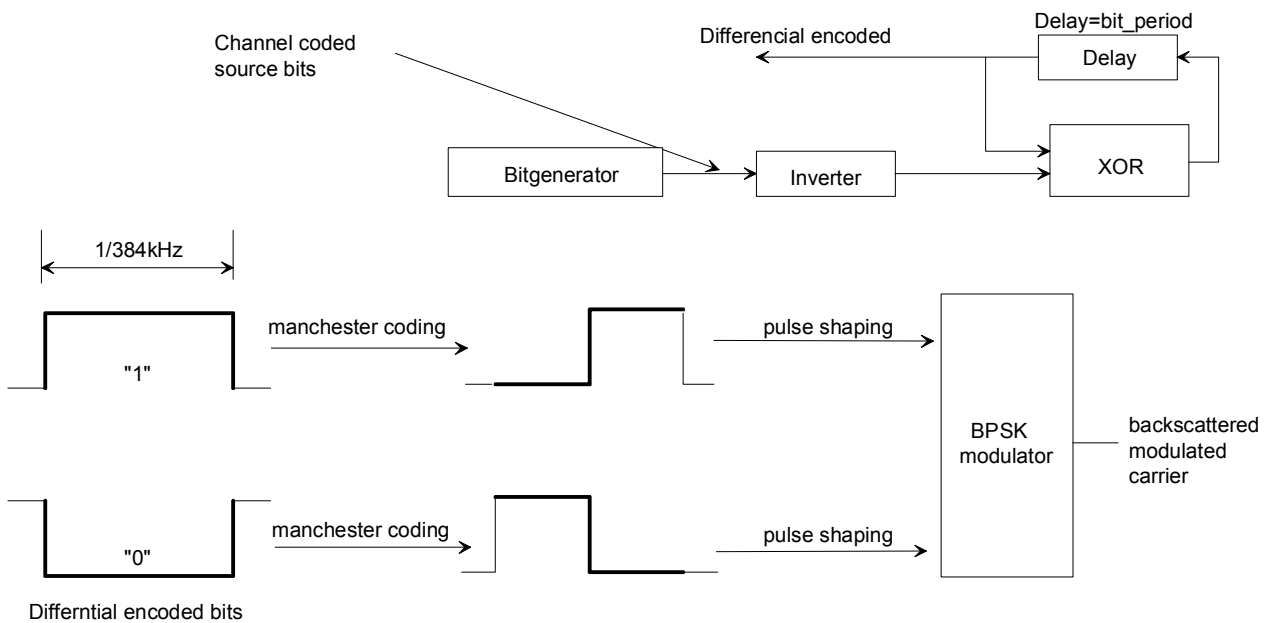 Channel coded
source bits
Differencial encoded
Delay=bit_period
Delay
Bitgenerator
Inverter
XOR
1/384kHz
"1"
manchester coding
pulse shaping
BPSK
modulator
backscattered
modulated
carrier
"0"
manchester coding
pulse shaping
Differntial encoded bits